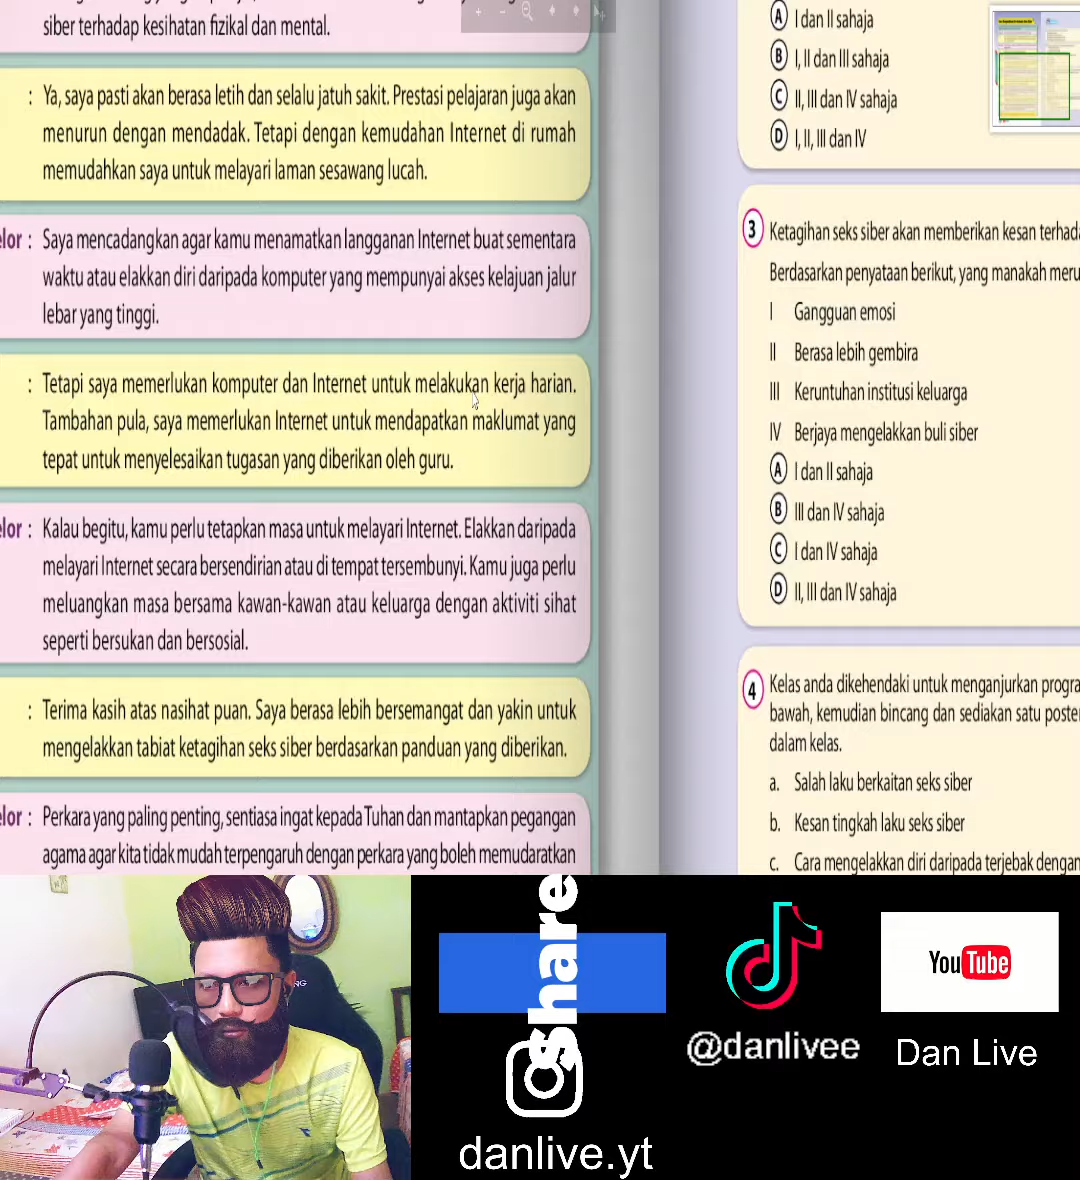 siber terhadap kesihatan fizikal dan mental.
: Ya, saya pasti akan berasa letih dan selalu jatuh sakit. Prestasi pelajaran juga akan
menurun dengan mendadak. Tetapi dengan kemudahan Internet di rumah
memudahkan saya untuk melayari laman sesawang lucah.
elor : Saya mencadangkan agar kamu menamatkan langganan Internet buat sementara
waktu atau elakkan diri daripada komputer yang mempunyai akses kelajuan jalur
lebar yang tinggi.
: Tetapi saya memerlukan komputer dan Internet untuk melakukan kerja harian.
Tambahan pula, saya memerlukan Internet untuk mendapatkan maklumat yang
tepat untuk menyelesaikan tugasan yang diberikan oleh guru.
elor : Kalau begitu, kamu perlu tetapkan masa untuk melayari Internet. Elakkan daripada
melayari Internet secara bersendirian atau di tempat tersembunyi. Kamu juga perlu
meluangkan masa bersama kawan-kawan atau keluarga dengan aktiviti sihat
seperti bersukan dan bersosial.
: Terima kasih atas nasihat puan. Saya berasa lebih bersemangat dan yakin untuk
mengelakkan tabiat ketagihan seks siber berdasarkan panduan yang diberikan.
elor : Perkara yang paling penting, sentiasa ingat kepada Tuhan dan mantapkan pegangan
agama agar kita tidak mudah terpengaruh dengan perkara yang boleh memudaratkan
A I dan II sahaja
B I, II dan III sahaja
C II, III dan IV sahaja
D I, II, III dan IV
3 Ketagihan seks siber akan memberikan kesan terhada
Berdasarkan penyataan berikut, yang manakah meru
I Gangguan emosi
II Berasa lebih gembira
III Keruntuhan institusi keluarga
IV Berjaya mengelakkan buli siber
A I dan II sahaja
B III dan IV sahaja
C I dan IV sahaja
D II, III dan IV sahaja
4 Kelas anda dikehendaki untuk menganjurkan progra
bawah, kemudian bincang dan sediakan satu poste
dalam kelas.
a. Salah laku berkaitan seks siber
b. Kesan tingkah laku seks siber
c. Cara mengelakkan diri daripada terjebak dengan
Share
danlive.yt
@danlivee
YouTube
Dan Live